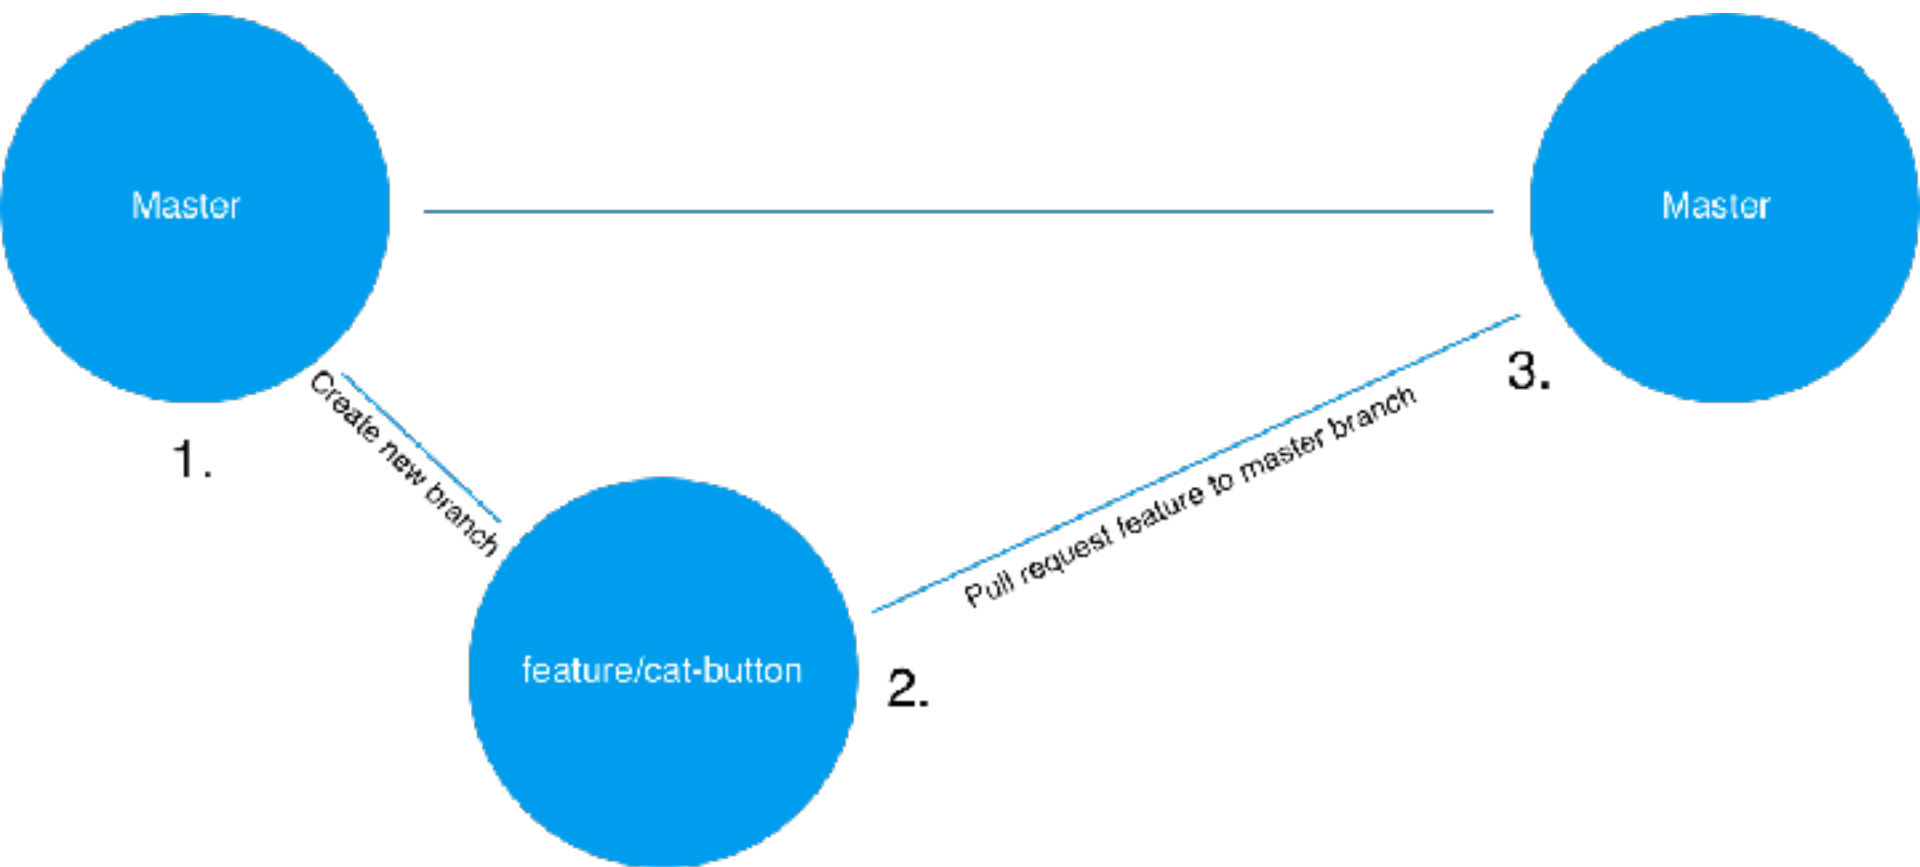 Master
Master
1.
Create new branch
feature/cat-button
2.
Pull request feature to master branch
3.